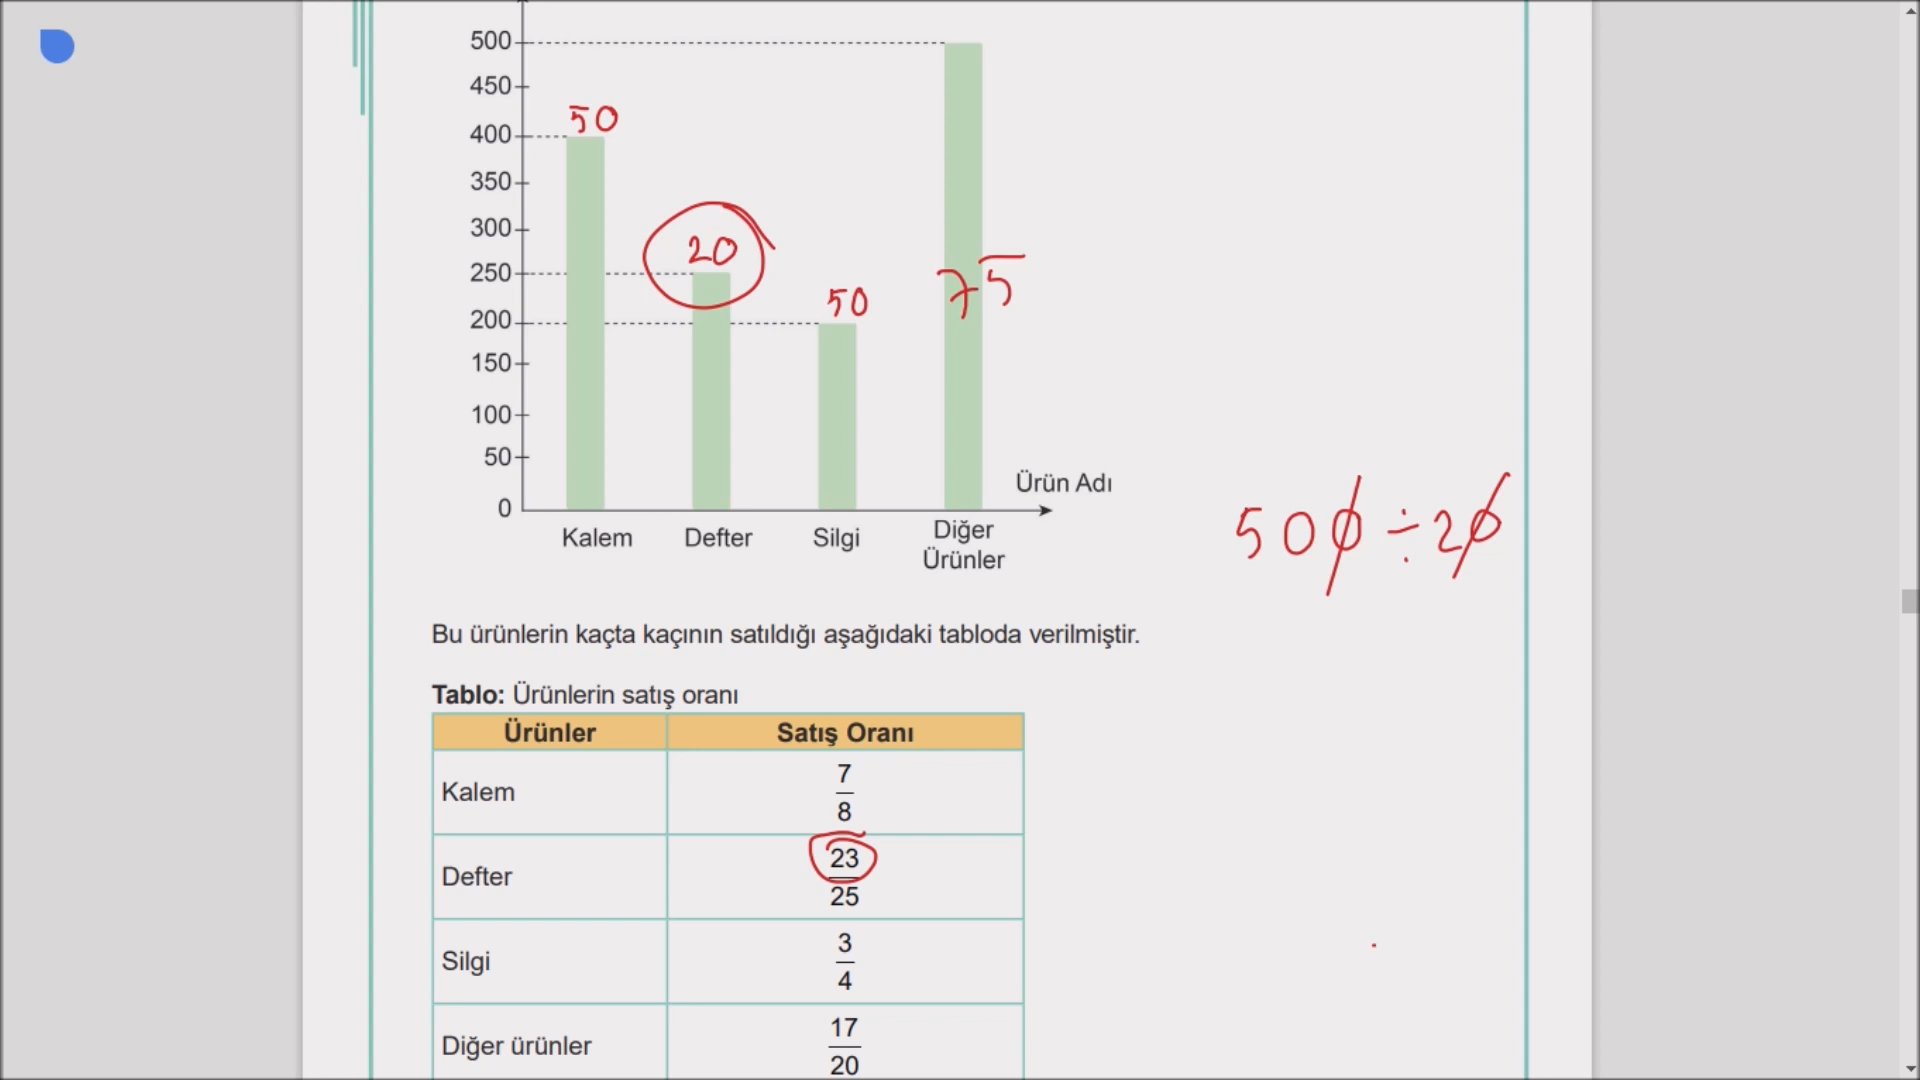 500
450
50
400
350
300
20
250
50
75
200
150
100
50
Ürün Adı
0
500÷20
Kalem Defter Silgi Diğer Ürünler
Bu ürünlerin kaçta kaçının satıldığı aşağıdaki tabloda verilmiştir.
Tablo: Ürünlerin satış oranı
Ürünler Satış Oranı
Kalem 7/8
Defter 23/25
Silgi 3/4
Diğer ürünler 17/20